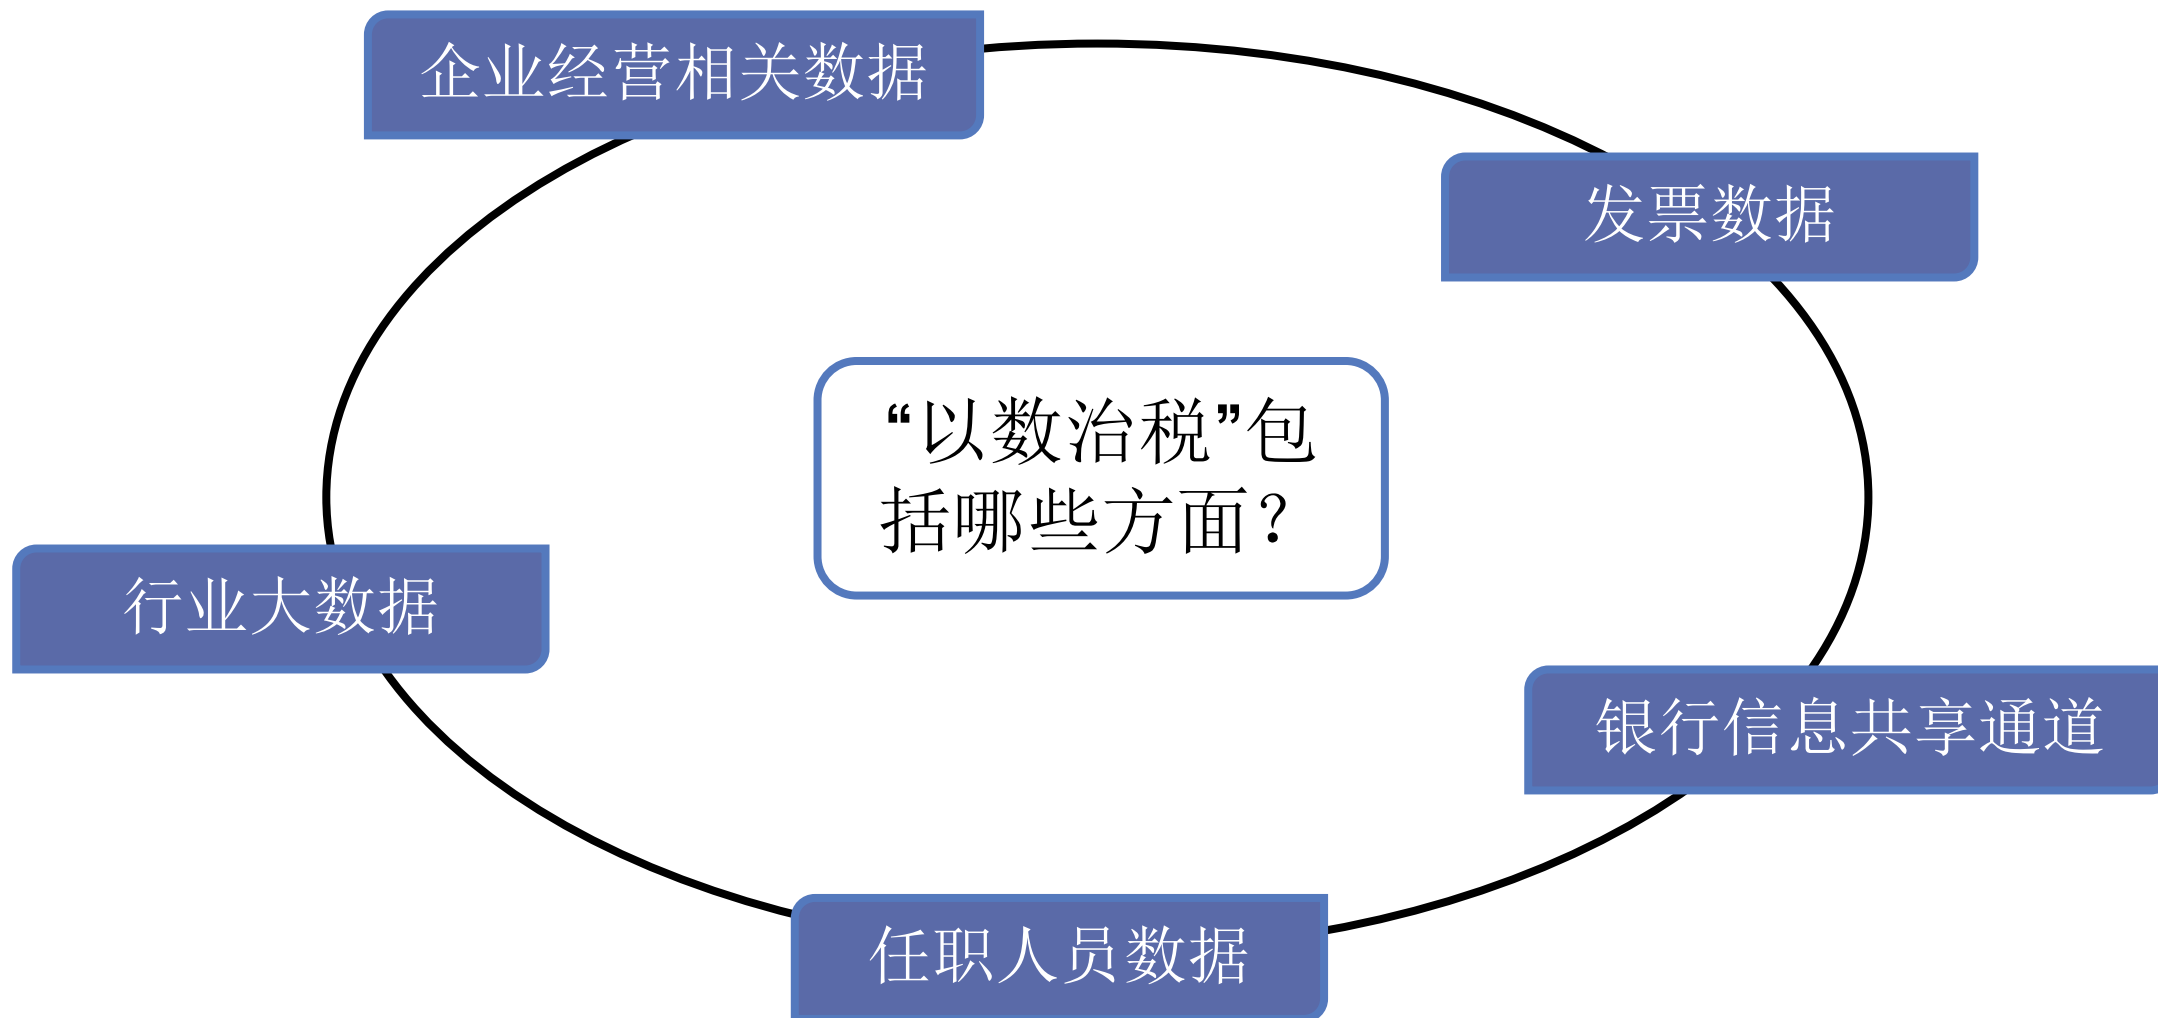 企业经营相关数据
发票数据
“以数治税”包
括哪些方面？
行业大数据
银行信息共享通道
任职人员数据